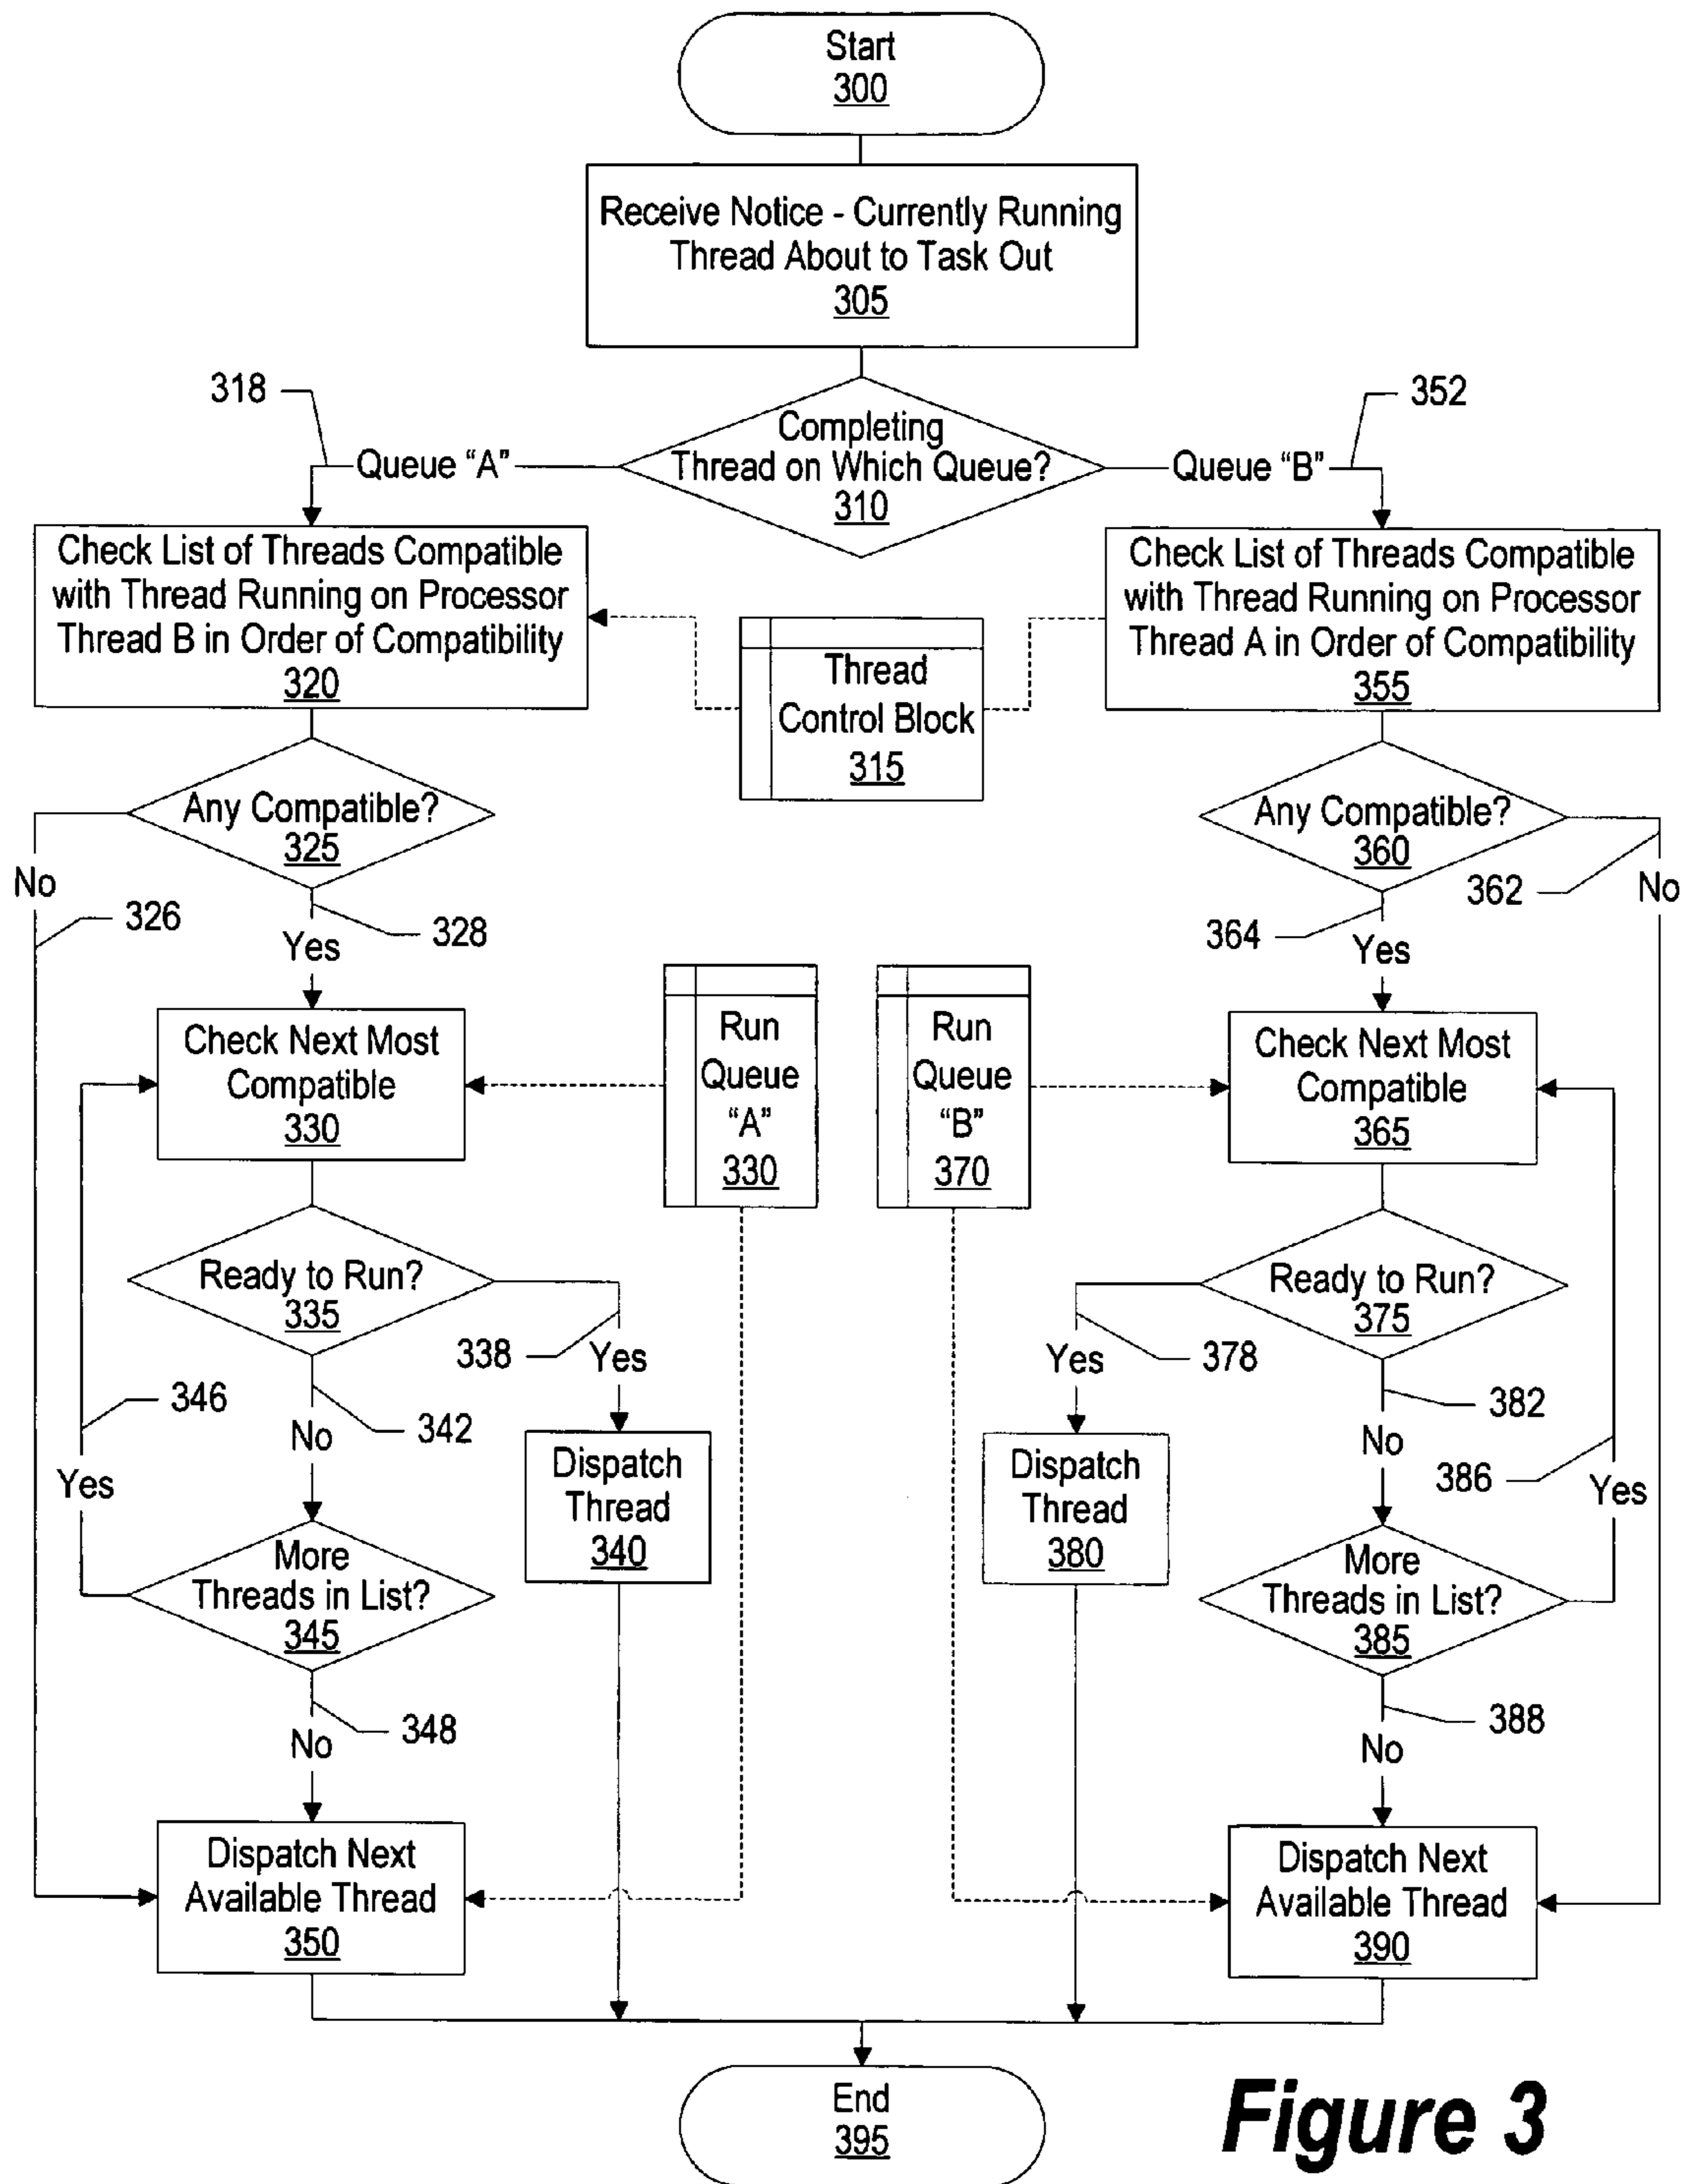 Start
300
Receive Notice - Currently Running
Thread About to Task Out
305
318
352
Completing
Thread on Which Queue?
310
Queue “A”
Queue “B”
Check List of Threads Compatible
with Thread Running on Processor
Thread B in Order of Compatibility
320
Check List of Threads Compatible
with Thread Running on Processor
Thread A in Order of Compatibility
355
Thread
Control Block
315
Any Compatible?
325
Any Compatible?
360
No
326
328
Yes
362
No
364
Yes
Check Next Most
Compatible
330
Run
Queue
“A”
330
Run
Queue
“B”
370
Check Next Most
Compatible
365
Ready to Run?
335
Ready to Run?
375
338
Yes
Yes
378
346
342
No
382
No
Yes
386
Yes
Dispatch
Thread
340
Dispatch
Thread
380
More
Threads in List?
345
More
Threads in List?
385
348
No
388
No
Dispatch Next
Available Thread
350
Dispatch Next
Available Thread
390
End
395
Figure 3